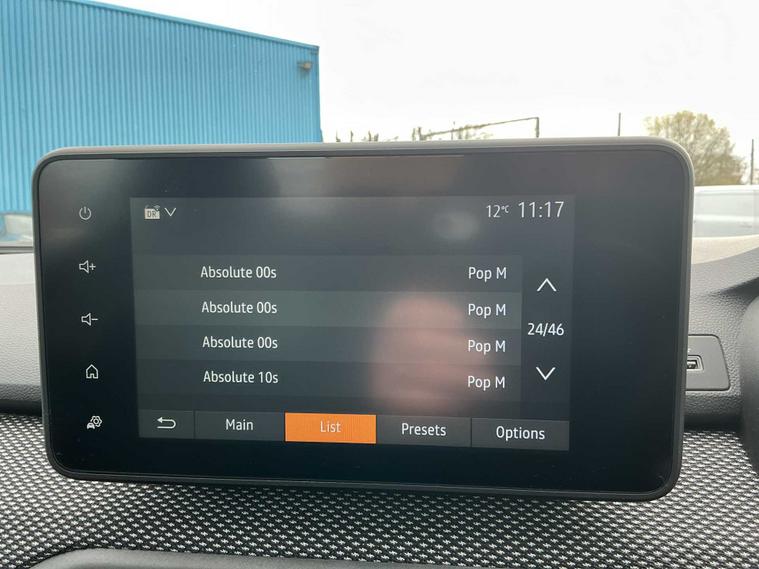 DR 12°C 11:17
Absolute 00s Pop M
Absolute 00s Pop M
24/46
Absolute 00s Pop M
Absolute 10s Pop M
Main List Presets Options